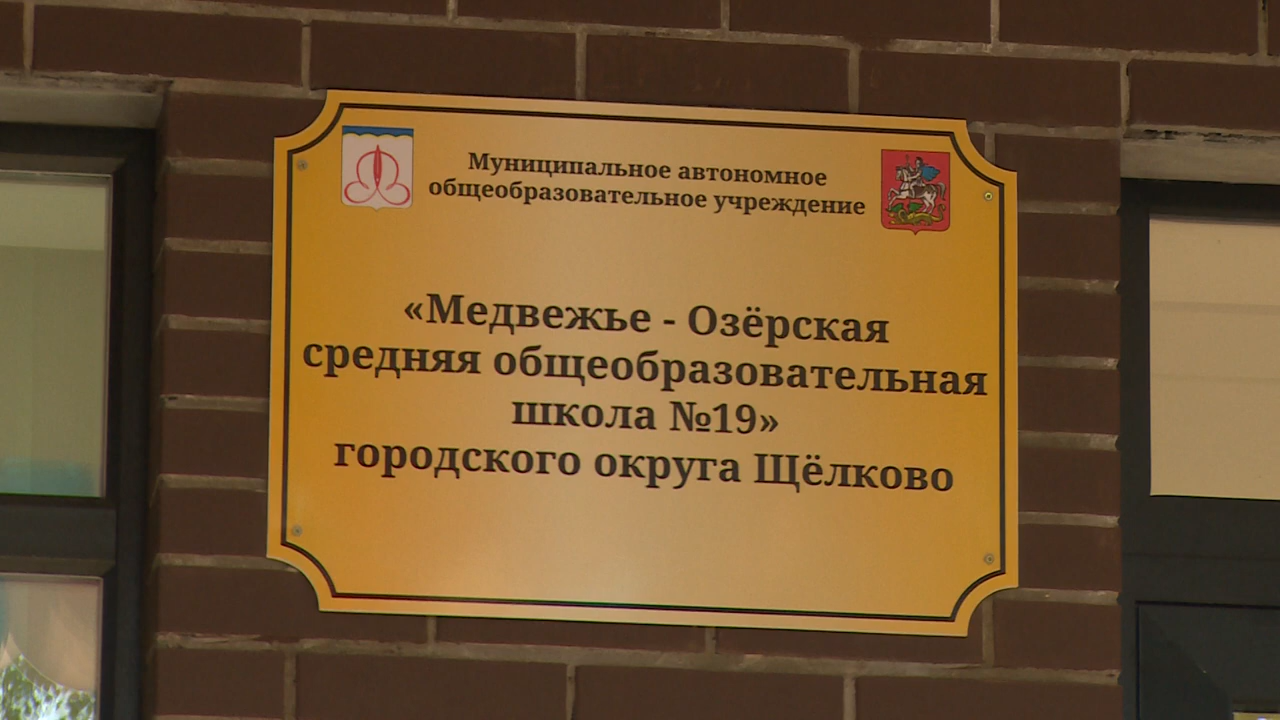 Муниципальное автономное
общеобразовательное учреждение
«Медвежье - Озёрская
средняя общеобразовательная
школа №19»
городского округа Щёлково